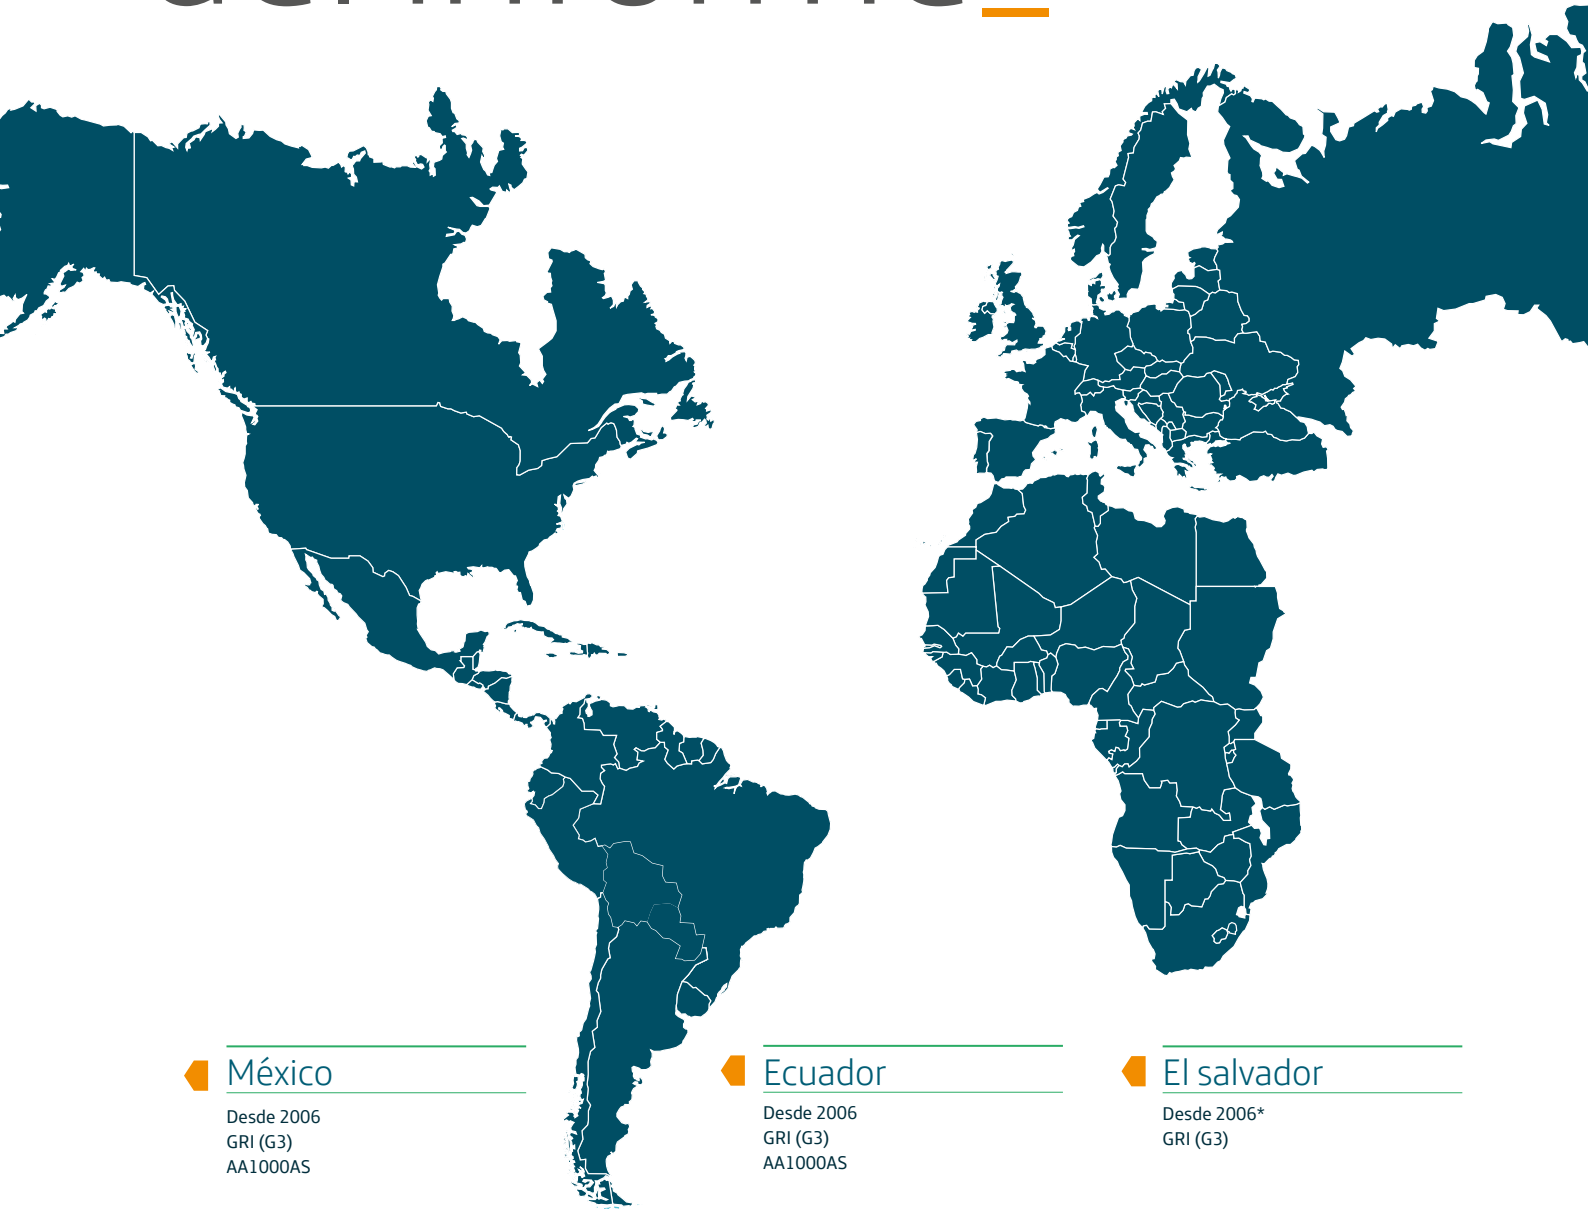 México
Desde 2006
GRI (G3)
AA1000AS
Ecuador
Desde 2006
GRI (G3)
AA1000AS
El salvador
Desde 2006*
GRI (G3)